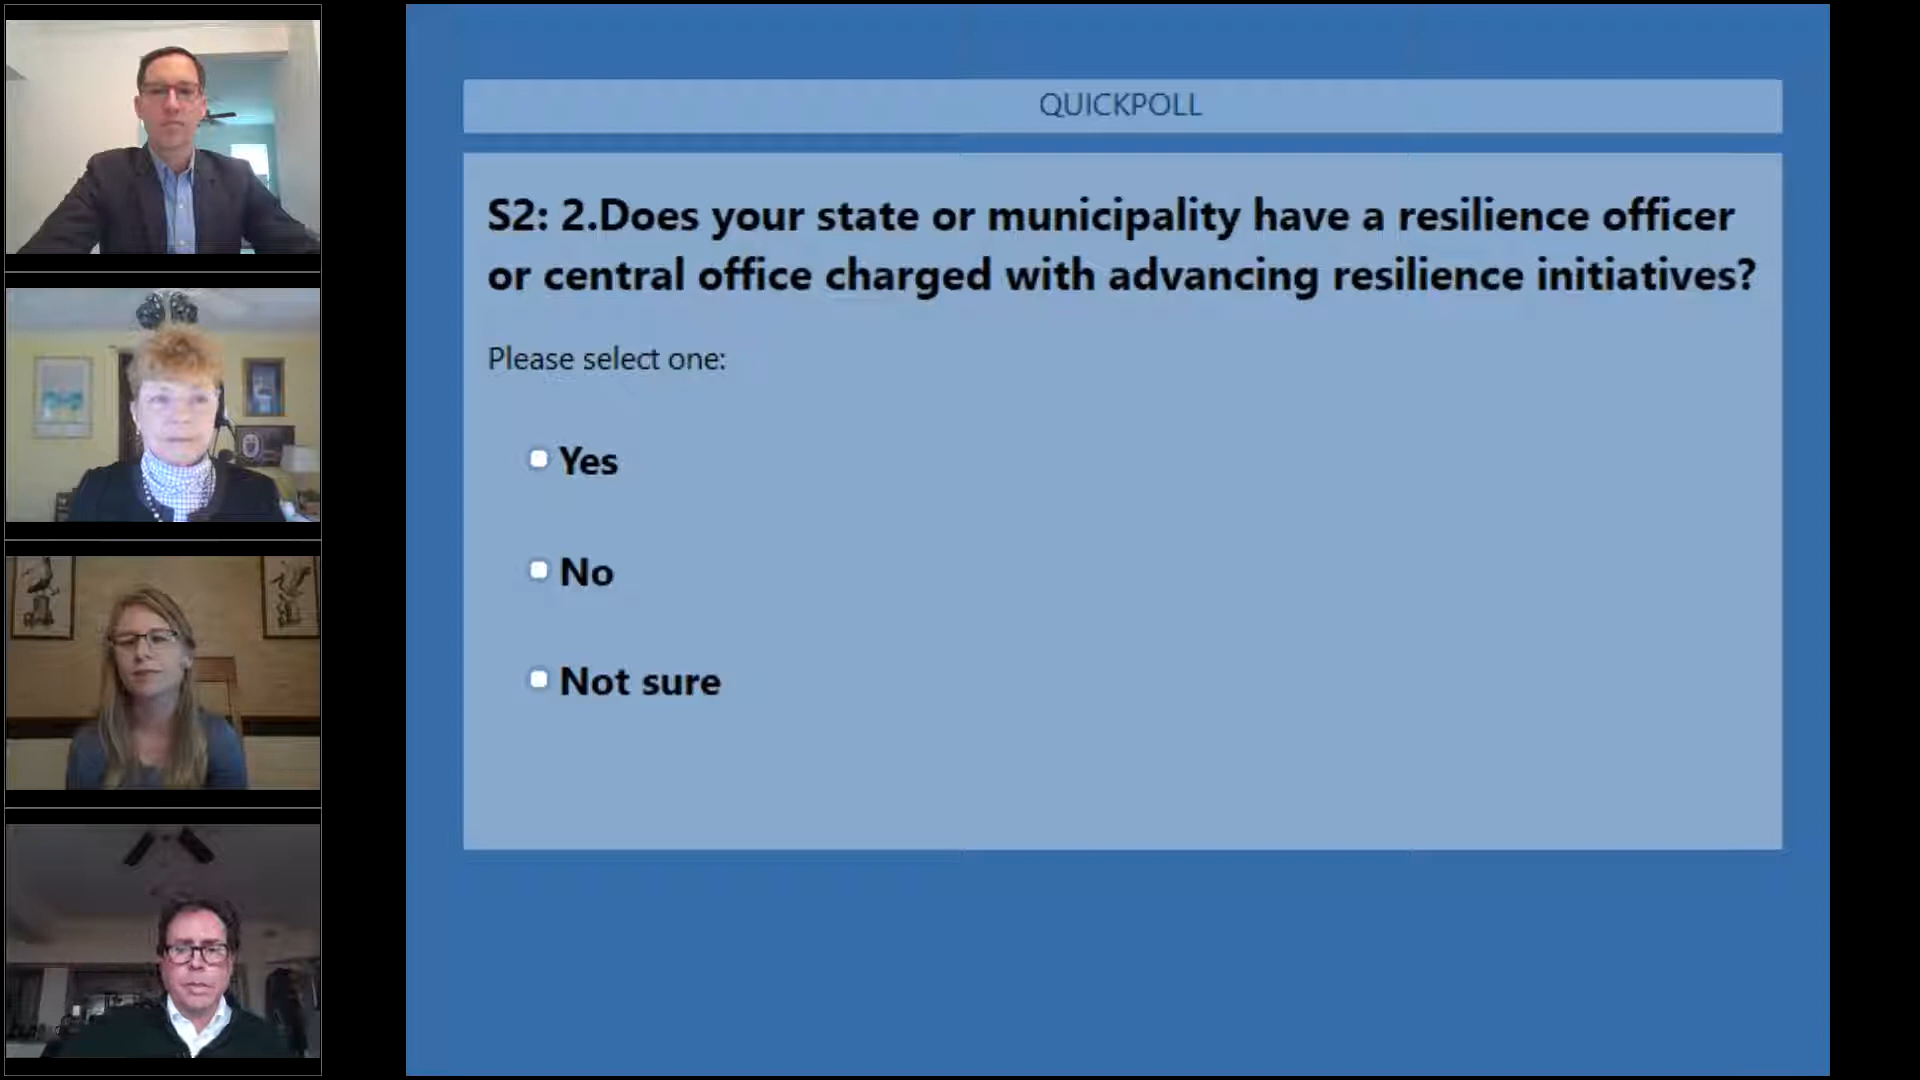 QUICKPOLL
S2: 2.Does your state or municipality have a resilience officer
or central office charged with advancing resilience initiatives?
Please select one:
Yes
No
Not sure